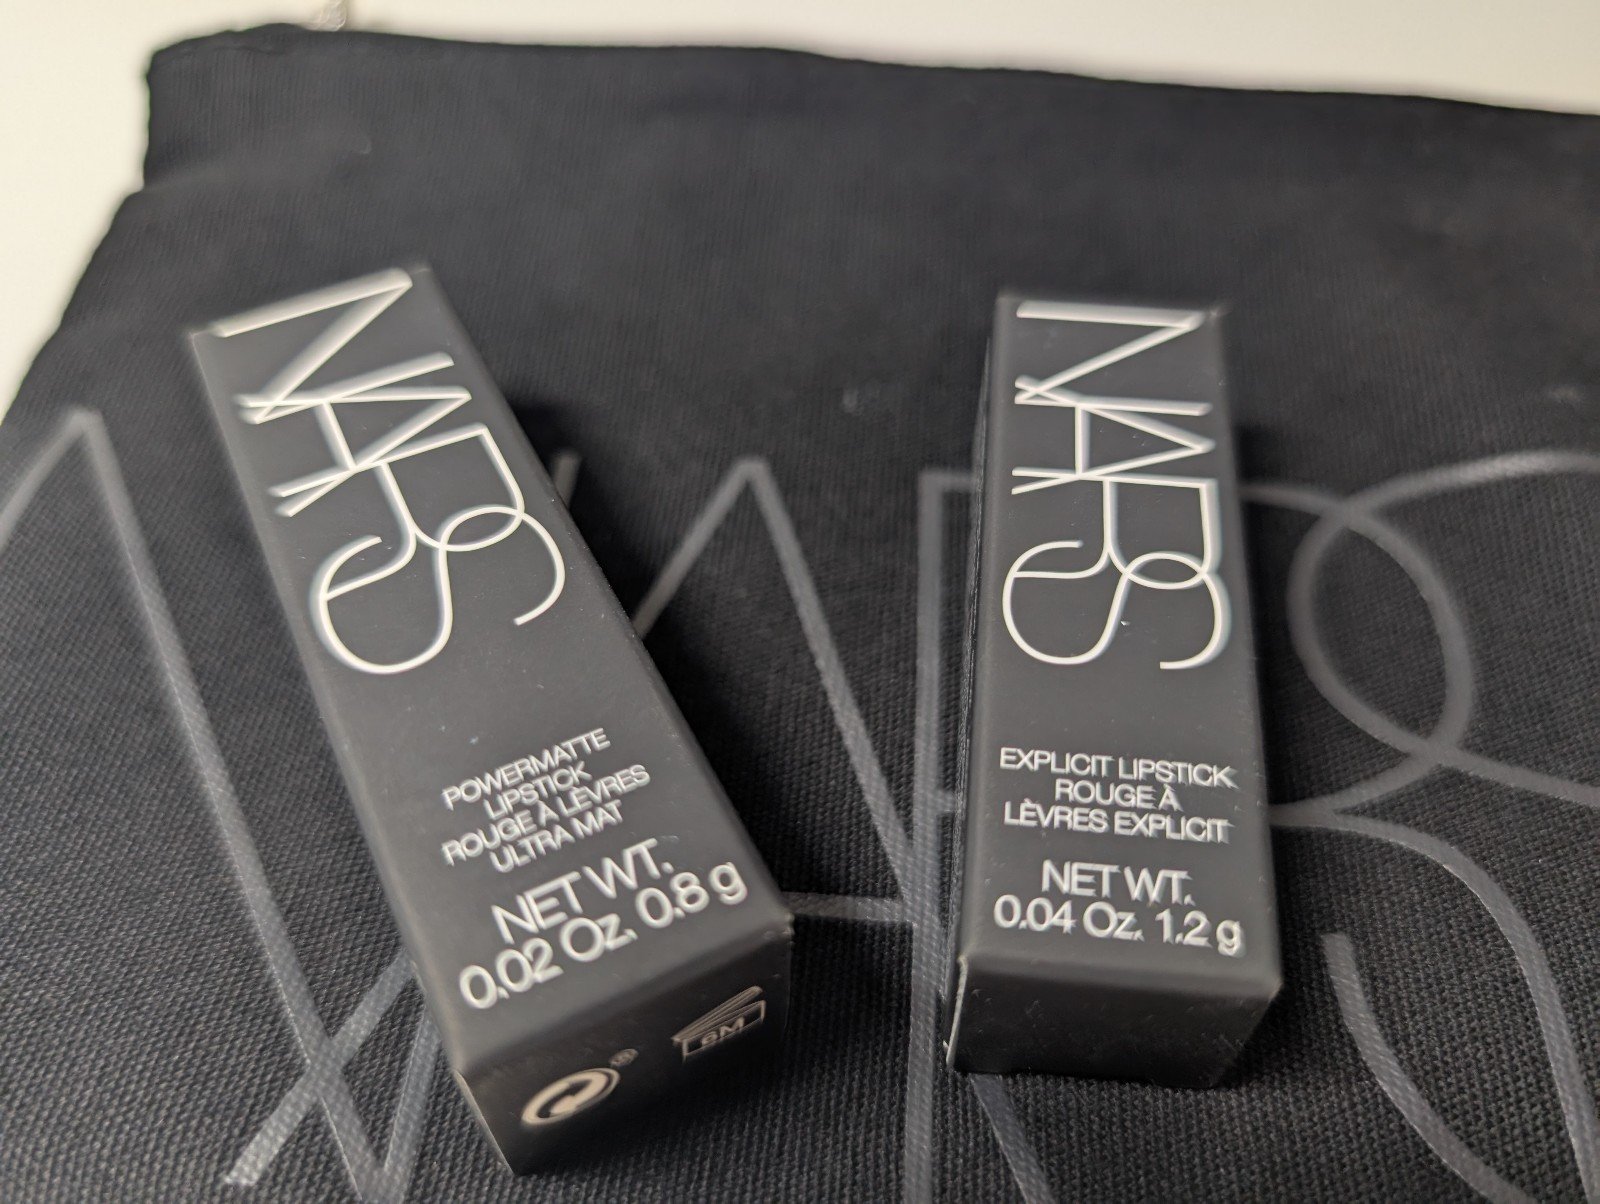 NARS
POWERMATTE
LIPSTICK
ROUGE À LÈVRES
ULTRA MAT
NET WT.
0.02 Oz. 0.8 g
6M
®
NARS
EXPLICIT LIPSTICK
ROUGE À
LÈVRES EXPLICIT
NET WT.
0.04 Oz. 1.2 g
NARS